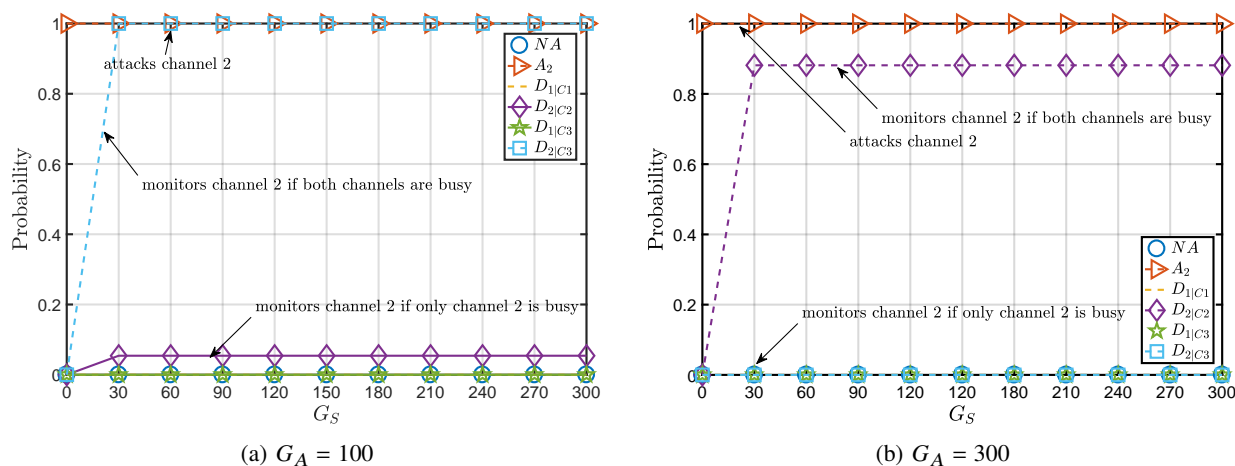 1
0.8
0.6
0.4
0.2
0
Probability
attacks channel 2
monitors channel 2 if both channels are busy
monitors channel 2 if only channel 2 is busy
NA
A_2
D_{1|C1}
D_{2|C2}
D_{1|C3}
D_{2|C3}
0 30 60 90 120 120 180 210 240 270 300
G_S
(a) G_A = 100
1
0.8
0.6
0.4
0.2
0
Probability
monitors channel 2 if both channels are busy
attacks channel 2
monitors channel 2 if only channel 2 is busy
NA
A_2
D_{1|C1}
D_{2|C2}
D_{1|C3}
D_{2|C3}
0 30 60 90 120 120 180 210 240 270 300
G_S
(b) G_A = 300